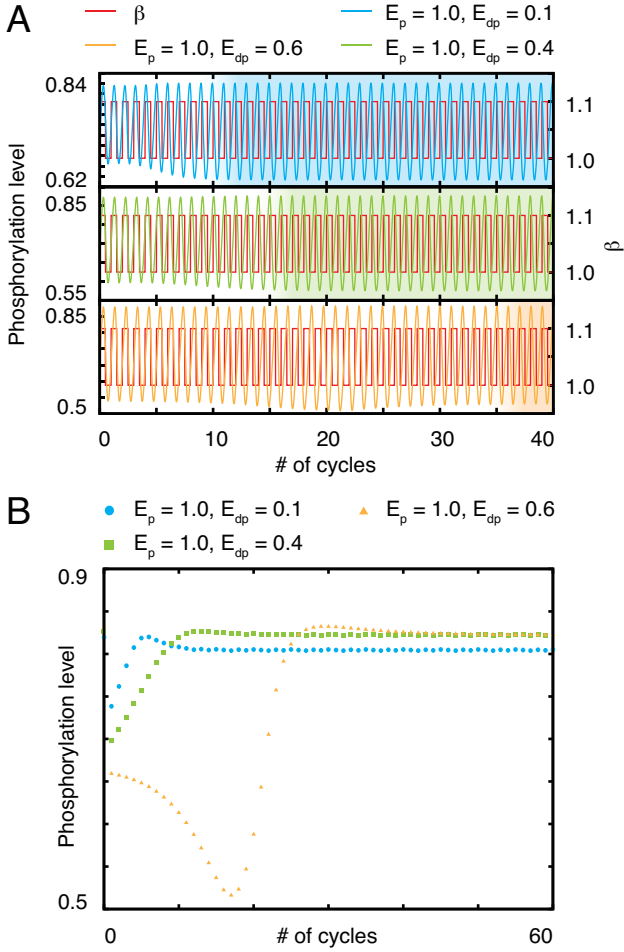 A
β
E_p = 1.0, E_dp = 0.1
E_p = 1.0, E_dp = 0.6
E_p = 1.0, E_dp = 0.4
Phosphorylation level
0.84
0.62
0.85
0.55
0.85
0.5
1.1
1.0
1.1
1.0
1.1
1.0
β
0 10 20 30 40
# of cycles
B
E_p = 1.0, E_dp = 0.1
E_p = 1.0, E_dp = 0.6
E_p = 1.0, E_dp = 0.4
Phosphorylation level
0.9
0.5
0 60
# of cycles